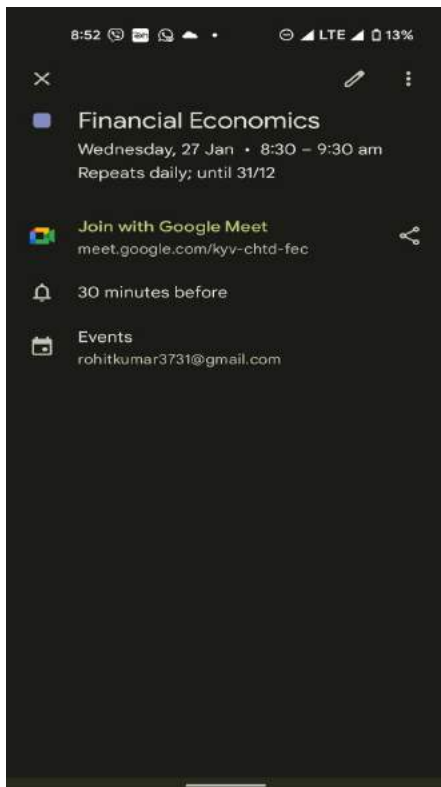 8:52 LTE 13%
Financial Economics
Wednesday, 27 Jan • 8:30 – 9:30 am
Repeats daily; until 31/12
Join with Google Meet
meet.google.com/kyv-chtd-fec
30 minutes before
Events
rohitkumar3731@gmail.com